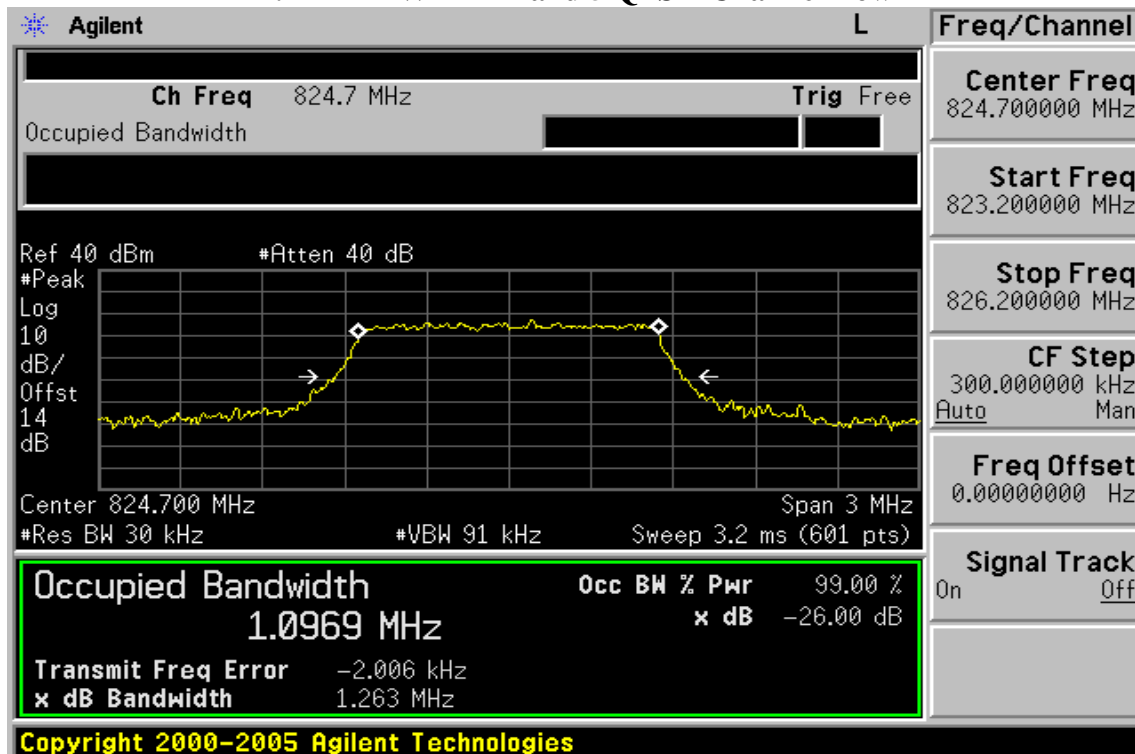 Agilent L Freq/Channel
Ch Freq 824.7 MHz Trig Free
Occupied Bandwidth
Center Freq
824.700000 MHz
Start Freq
823.200000 MHz
Stop Freq
826.200000 MHz
CF Step
300.000000 kHz
Auto Man
Freq Offset
0.00000000 Hz
Signal Track
On Off
Ref 40 dBm #Atten 40 dB
#Peak
Log
10
dB/
Offst
14
dB
Center 824.700 MHz Span 3 MHz
#Res BW 30 kHz #VBW 91 kHz Sweep 3.2 ms (601 pts)
Occupied Bandwidth Occ BW % Pwr 99.00 %
1.0969 MHz x dB -26.00 dB
Transmit Freq Error -2.006 kHz
x dB Bandwidth 1.263 MHz
Copyright 2000-2005 Agilent Technologies